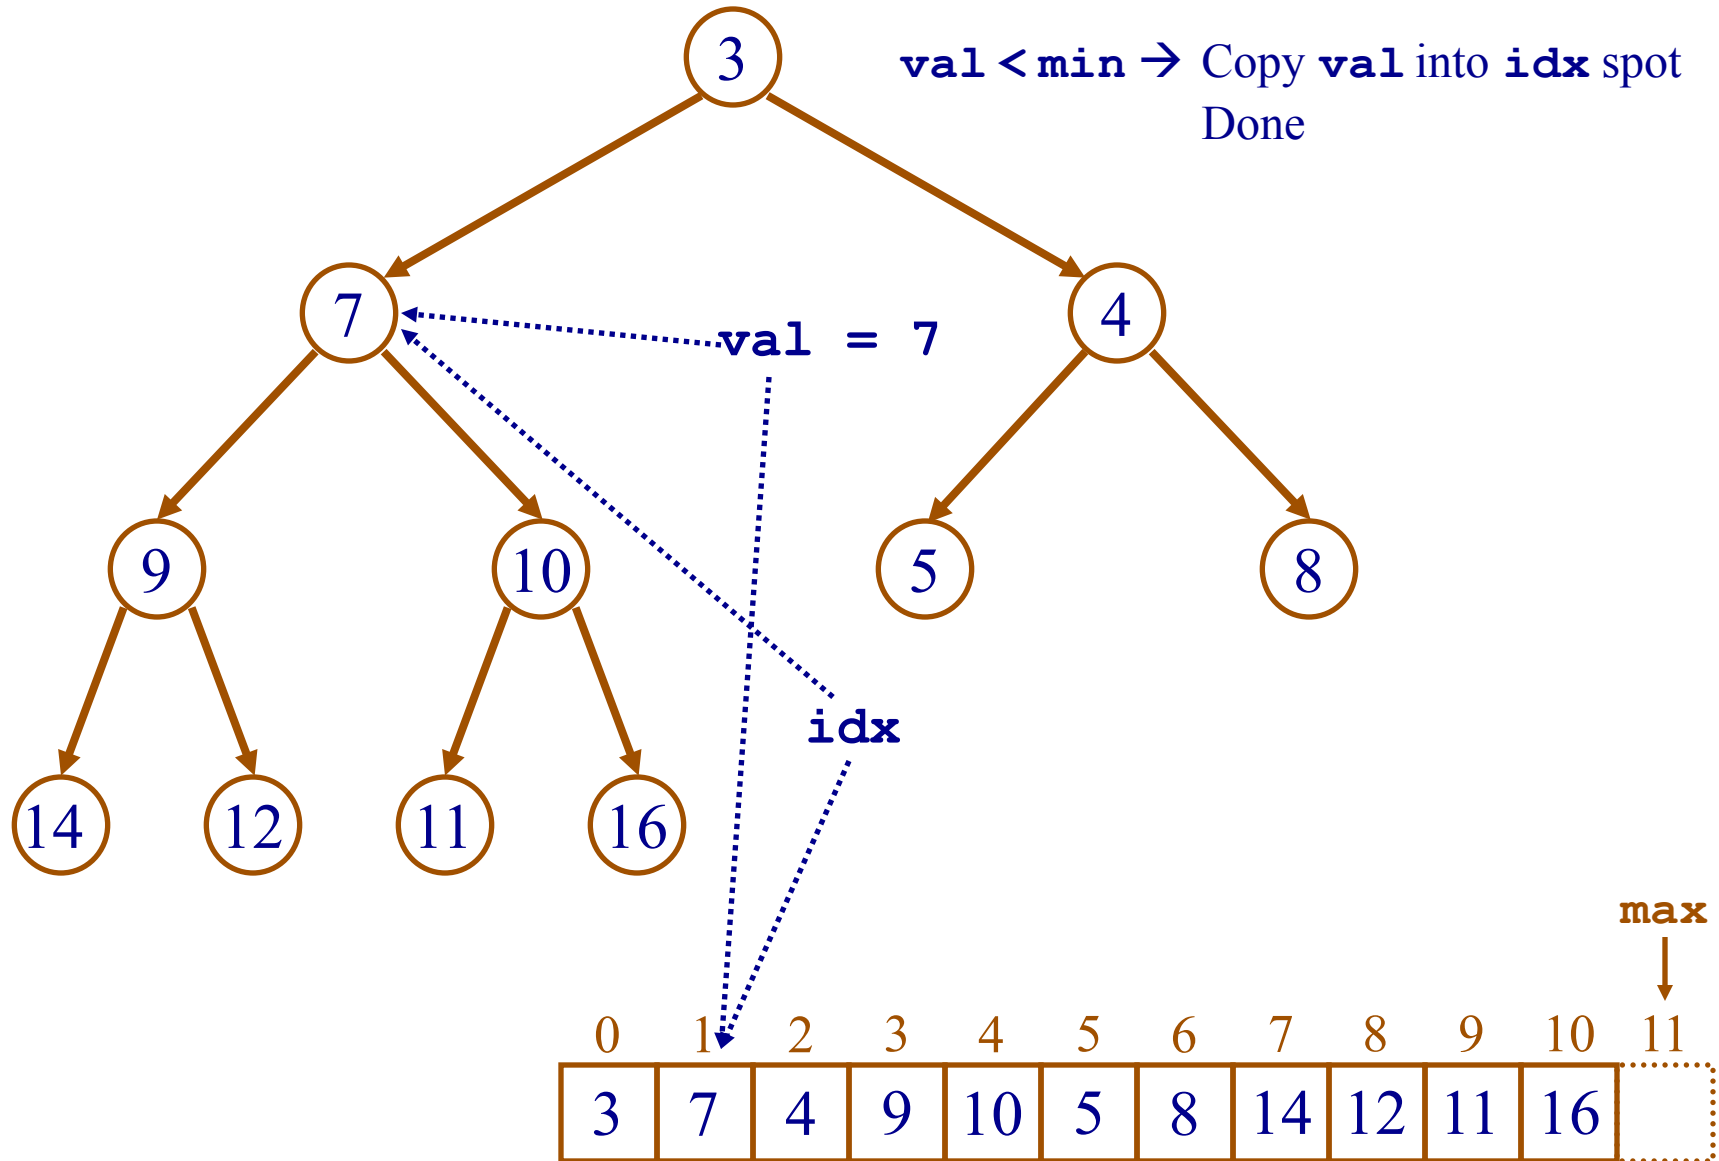 3
val < min → Copy val into idx spot
Done
7
val = 7
4
9
10
5
8
idx
14
12
11
16
max
0 1 2 3 4 5 6 7 8 9 10 11
3 7 4 9 10 5 8 14 12 11 16